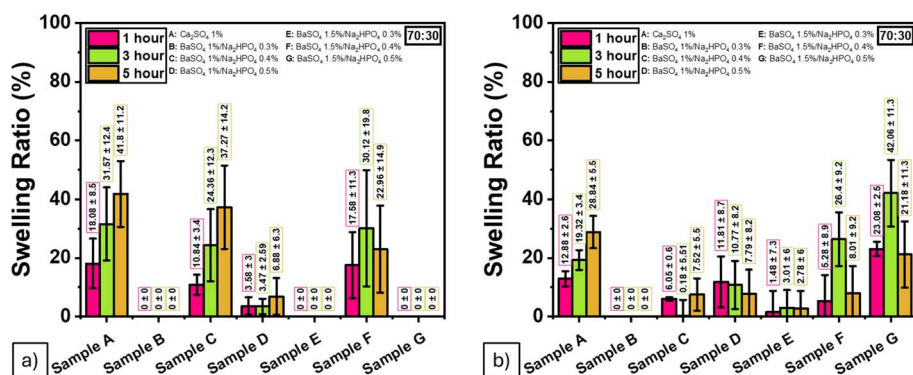 100
80
60
40
20
0
Swelling Ratio (%)
1 hour
3 hour
5 hour
A: Ca₂SO₄ 1%
B: BaSO₄ 1%/Na₂HPO₄ 0.3%
C: BaSO₄ 1%/Na₂HPO₄ 0.4%
D: BaSO₄ 1%/Na₂HPO₄ 0.5%
E: BaSO₄ 1.5%/Na₂HPO₄ 0.3%
F: BaSO₄ 1.5%/Na₂HPO₄ 0.4%
G: BaSO₄ 1.5%/Na₂HPO₄ 0.5%
70:30
18.08 ± 8.5
31.57 ± 12.4
41.8 ± 11.2
0 ± 0
0 ± 0
0 ± 0
10.84 ± 3.4
24.36 ± 12.3
37.27 ± 14.2
3.58 ± 3
3.47 ± 2.59
6.88 ± 6.3
0 ± 0
0 ± 0
0 ± 0
17.58 ± 11.3
30.12 ± 19.8
22.96 ± 14.9
0 ± 0
0 ± 0
0 ± 0
Sample A
Sample B
Sample C
Sample D
Sample E
Sample F
Sample G
a)
100
80
60
40
20
0
Swelling Ratio (%)
1 hour
3 hour
5 hour
A: Ca₂SO₄ 1%
B: BaSO₄ 1%/Na₂HPO₄ 0.3%
C: BaSO₄ 1%/Na₂HPO₄ 0.4%
D: BaSO₄ 1%/Na₂HPO₄ 0.5%
E: BaSO₄ 1.5%/Na₂HPO₄ 0.3%
F: BaSO₄ 1.5%/Na₂HPO₄ 0.4%
G: BaSO₄ 1.5%/Na₂HPO₄ 0.5%
70:30
12.88 ± 2.6
19.32 ± 3.4
28.84 ± 5.5
0 ± 0
0 ± 0
0 ± 0
6.05 ± 0.6
0.18 ± 5.51
7.52 ± 5.5
11.81 ± 8.7
10.77 ± 8.2
7.79 ± 8.2
1.48 ± 7.3
3.01 ± 6
2.78 ± 6
5.28 ± 8.9
26.4 ± 9.2
8.01 ± 9.2
23.08 ± 2.5
42.06 ± 11.3
21.18 ± 11.3
Sample A
Sample B
Sample C
Sample D
Sample E
Sample F
Sample G
b)